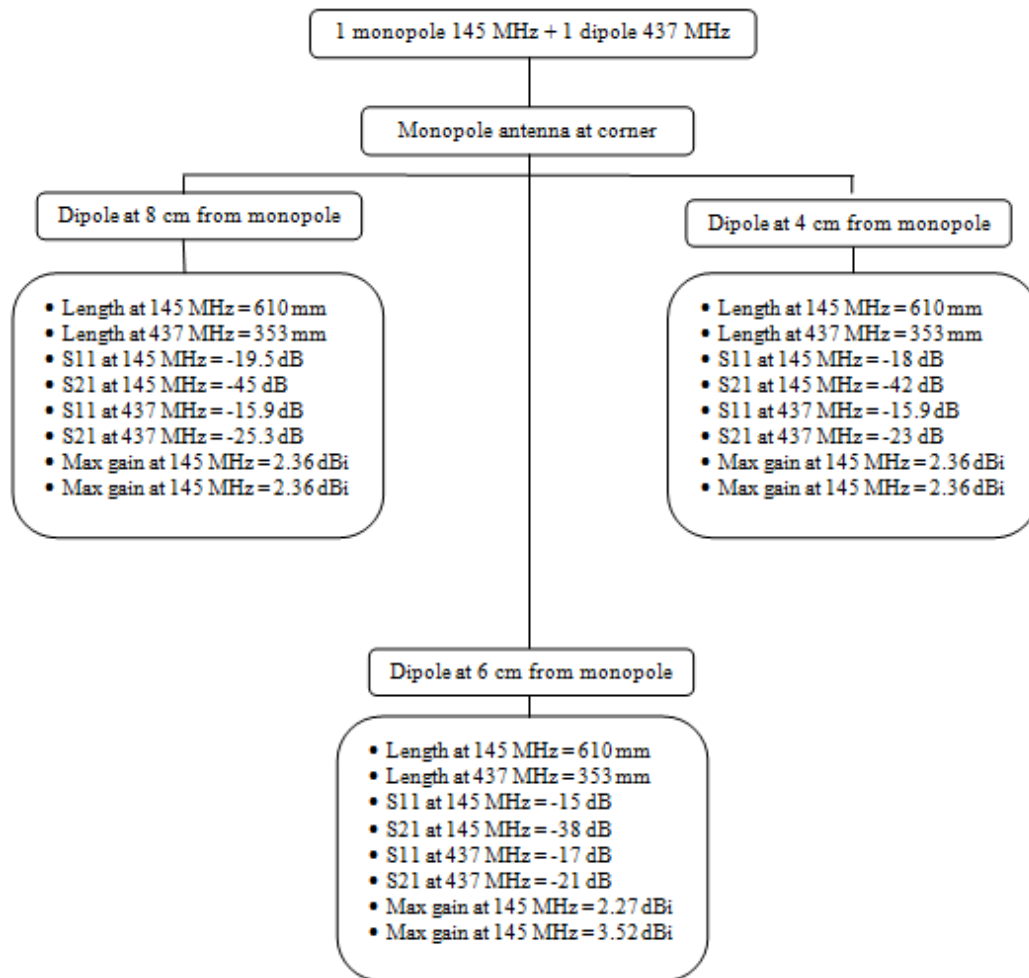 1 monopole 145 MHz + 1 dipole 437 MHz
Monopole antenna at corner
Dipole at 8 cm from monopole
• Length at 145 MHz = 610 mm
• Length at 437 MHz = 353 mm
• S11 at 145 MHz = -19.5 dB
• S21 at 145 MHz = -45 dB
• S11 at 437 MHz = -15.9 dB
• S21 at 437 MHz = -25.3 dB
• Max gain at 145 MHz = 2.36 dBi
• Max gain at 145 MHz = 2.36 dBi
Dipole at 4 cm from monopole
• Length at 145 MHz = 610 mm
• Length at 437 MHz = 353 mm
• S11 at 145 MHz = -18 dB
• S21 at 145 MHz = -42 dB
• S11 at 437 MHz = -15.9 dB
• S21 at 437 MHz = -23 dB
• Max gain at 145 MHz = 2.36 dBi
• Max gain at 145 MHz = 2.36 dBi
Dipole at 6 cm from monopole
• Length at 145 MHz = 610 mm
• Length at 437 MHz = 353 mm
• S11 at 145 MHz = -15 dB
• S21 at 145 MHz = -38 dB
• S11 at 437 MHz = -17 dB
• S21 at 437 MHz = -21 dB
• Max gain at 145 MHz = 2.27 dBi
• Max gain at 145 MHz = 3.52 dBi